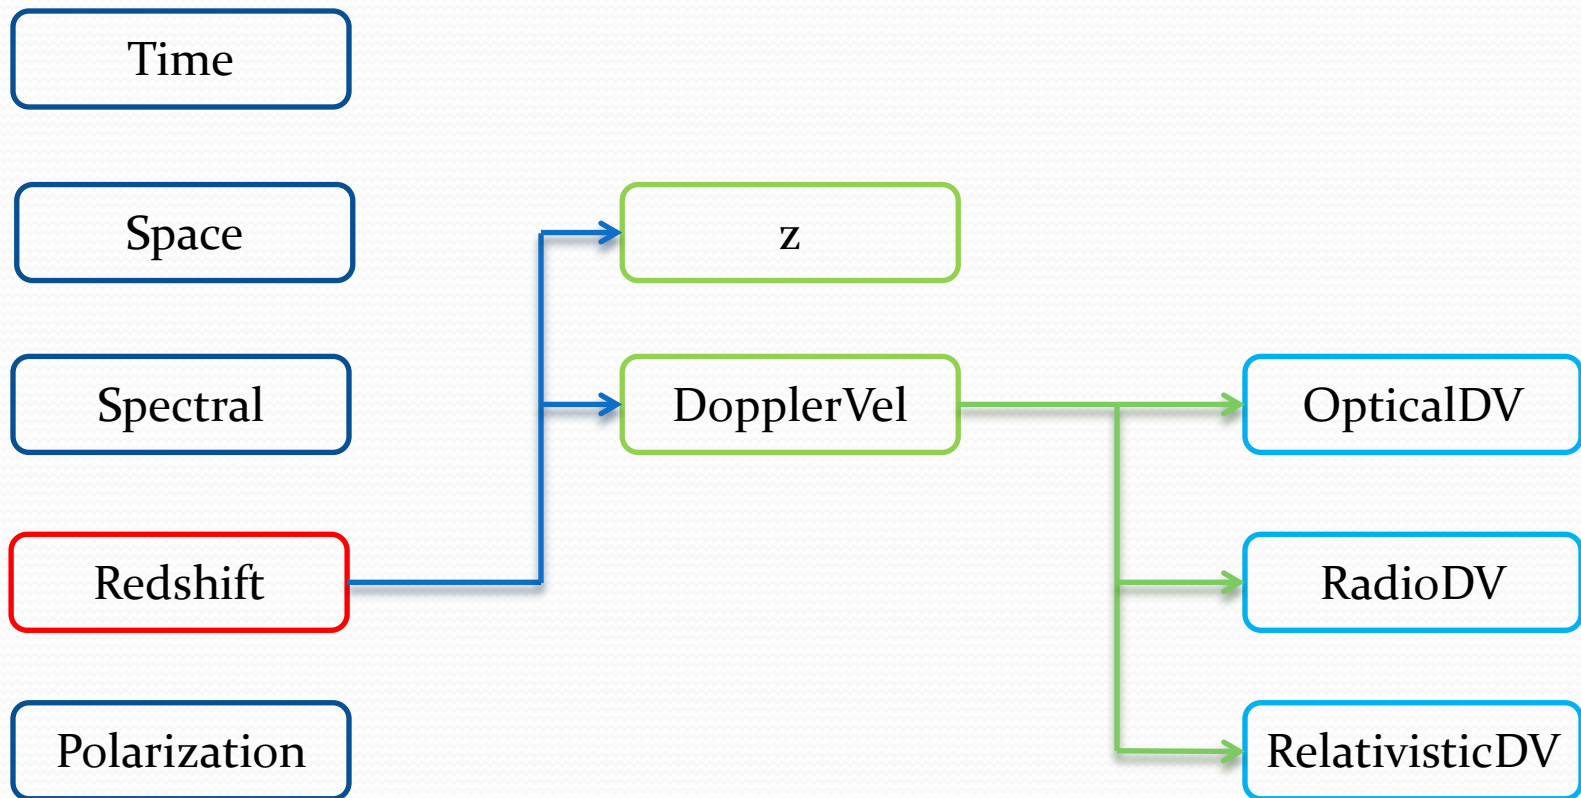 Time
Space
z
Spectral
DopplerVel
OpticalDV
Redshift
RadioDV
Polarization
RelativisticDV